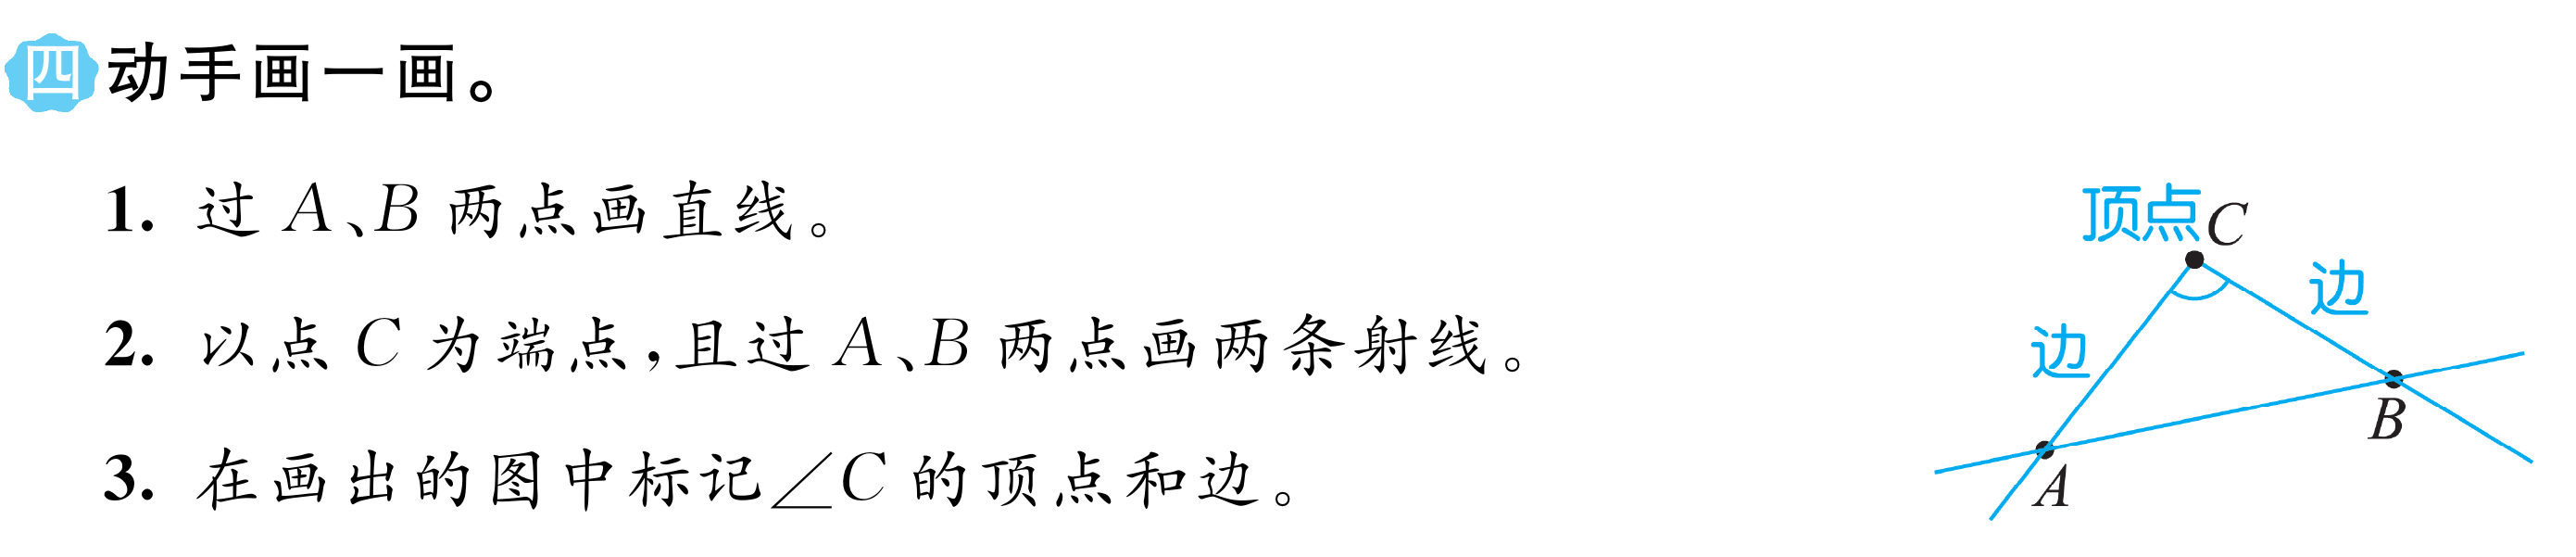 四 动手画一画。
1. 过 A、B 两点画直线。
2. 以点 C 为端点,且过 A、B 两点画两条射线。
3. 在画出的图中标记∠C 的顶点和边。
顶点 C
边
边
B
A